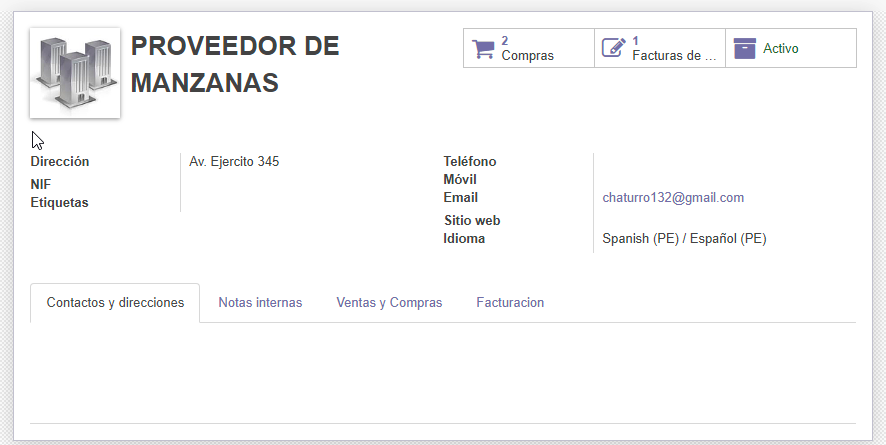 PROVEEDOR DE
MANZANAS
2
Compras
1
Facturas de ...
Activo
Dirección
Av. Ejercito 345
NIF
Etiquetas
Teléfono
Móvil
Email
chaturro132@gmail.com
Sitio web
Idioma
Spanish (PE) / Español (PE)
Contactos y direcciones
Notas internas
Ventas y Compras
Facturacion